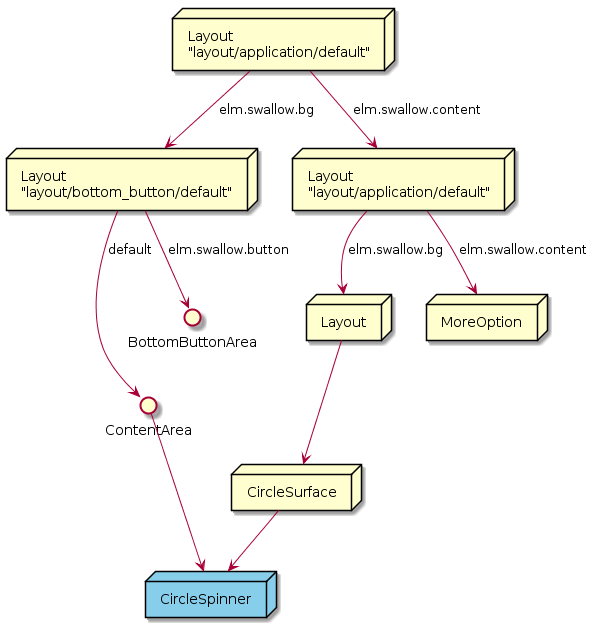 Layout
"layout/application/default"
elm.swallow.bg
elm.swallow.content
Layout
"layout/bottom_button/default"
Layout
"layout/application/default"
default
elm.swallow.button
elm.swallow.bg
elm.swallow.content
BottomButtonArea
Layout
MoreOption
ContentArea
CircleSurface
CircleSpinner